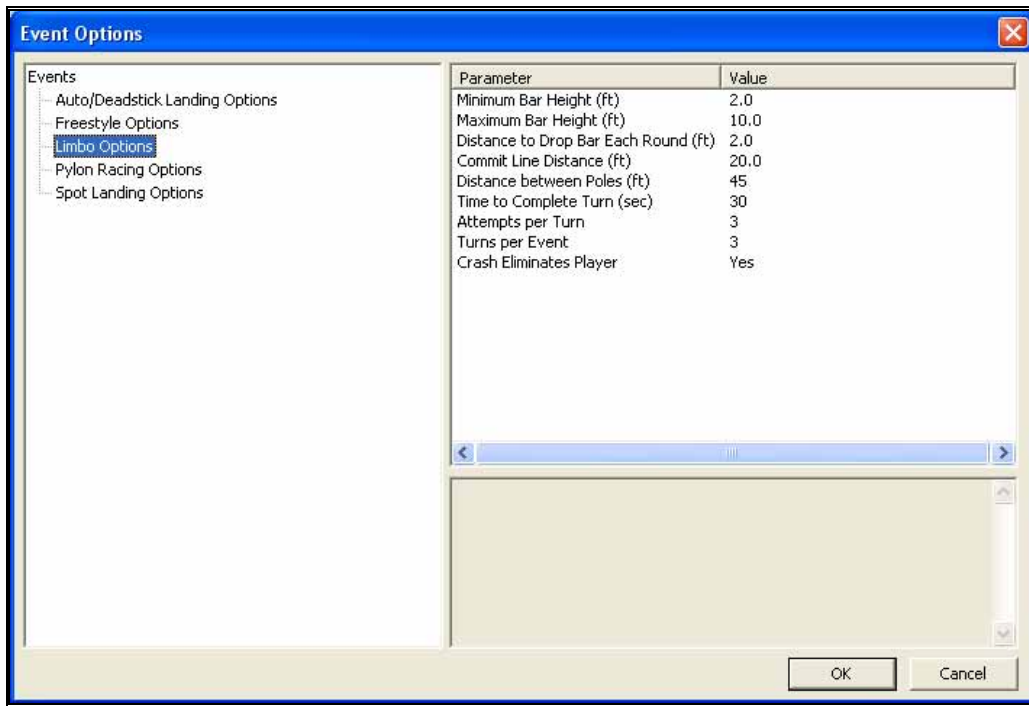 Event Options
Events
Auto/Deadstick Landing Options
Freestyle Options
Limbo Options
Pylon Racing Options
Spot Landing Options
Parameter Value
Minimum Bar Height (ft) 2.0
Maximum Bar Height (ft) 10.0
Distance to Drop Bar Each Round (ft) 2.0
Commit Line Distance (ft) 20.0
Distance between Poles (ft) 45
Time to Complete Turn (sec) 30
Attempts per Turn 3
Turns per Event 3
Crash Eliminates Player Yes
OK Cancel